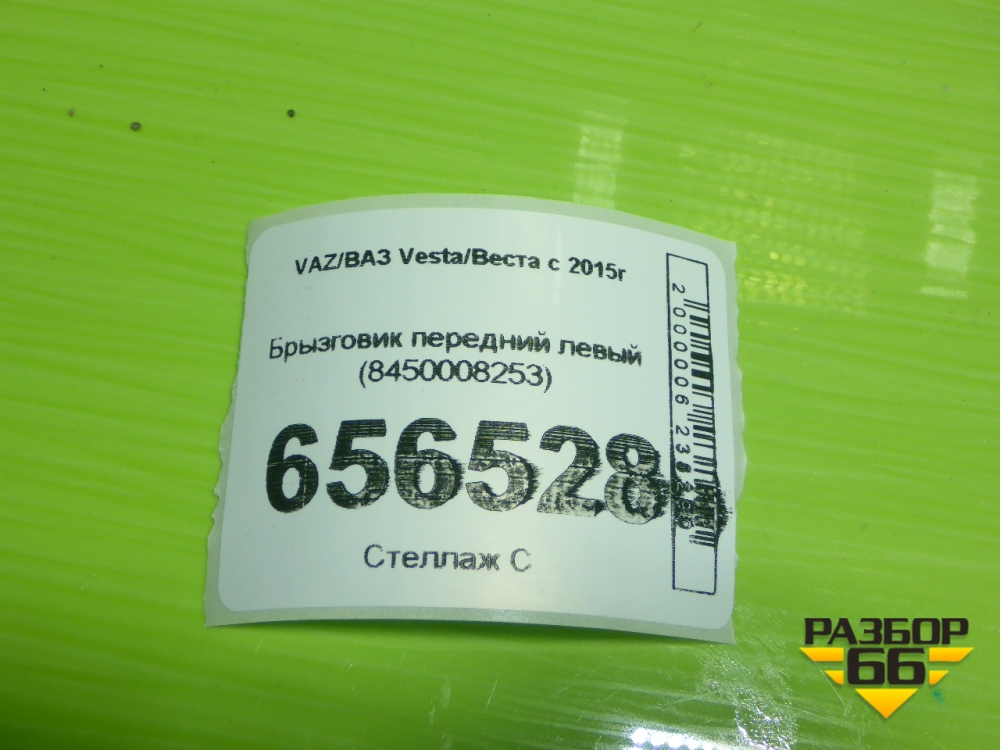 VAZ/ВАЗ Vesta/Веста с 2015г
Брызговик передний левый
(8450008253)
656528
Стеллаж С
РАЗБОР
66